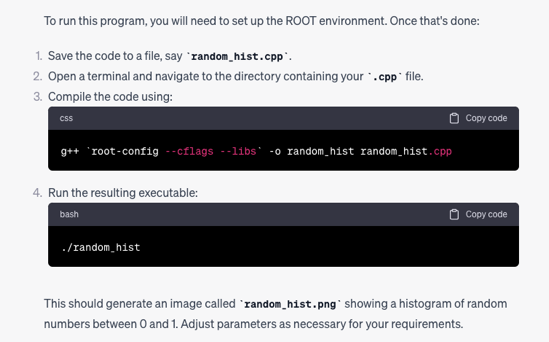 To run this program, you will need to set up the ROOT environment. Once that's done:
1. Save the code to a file, say `random_hist.cpp`.
2. Open a terminal and navigate to the directory containing your `.cpp` file.
3. Compile the code using:
css Copy code
g++ `root-config --cflags --libs` -o random_hist random_hist.cpp
4. Run the resulting executable:
bash Copy code
./random_hist
This should generate an image called `random_hist.png` showing a histogram of random
numbers between 0 and 1. Adjust parameters as necessary for your requirements.